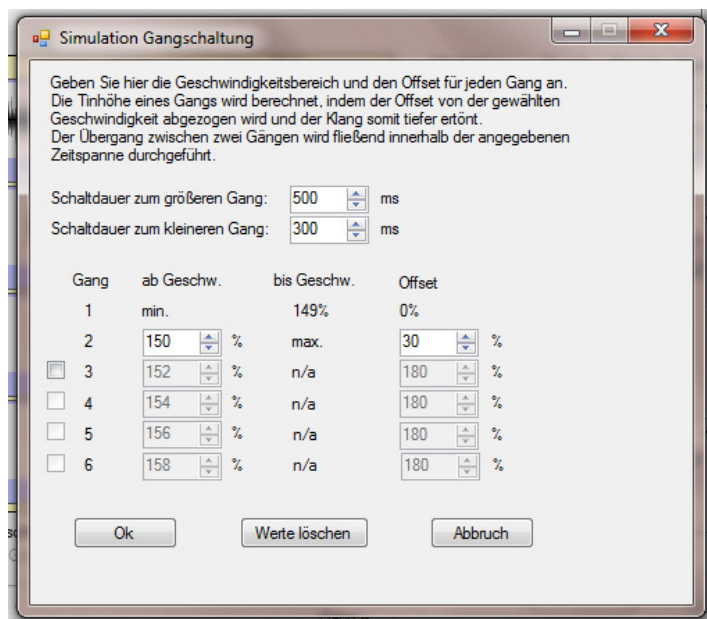 Simulation Gangschaltung
Geben Sie hier die Geschwindigkeitsbereich und den Offset für jeden Gang an.
Die Tinhöhe eines Gangs wird berechnet, indem der Offset von der gewählten
Geschwindigkeit abgezogen wird und der Klang somit tiefer ertönt.
Der Übergang zwischen zwei Gängen wird fließend innerhalb der angegebenen
Zeitspanne durchgeführt.
Schaltdauer zum größeren Gang: 500 ms
Schaltdauer zum kleineren Gang: 300 ms
Gang ab Geschw. bis Geschw. Offset
1 min. 149% 0%
2 150 % max. 30 %
3 152 % n/a 180 %
4 154 % n/a 180 %
5 156 % n/a 180 %
6 158 % n/a 180 %
Ok Werte löschen Abbruch